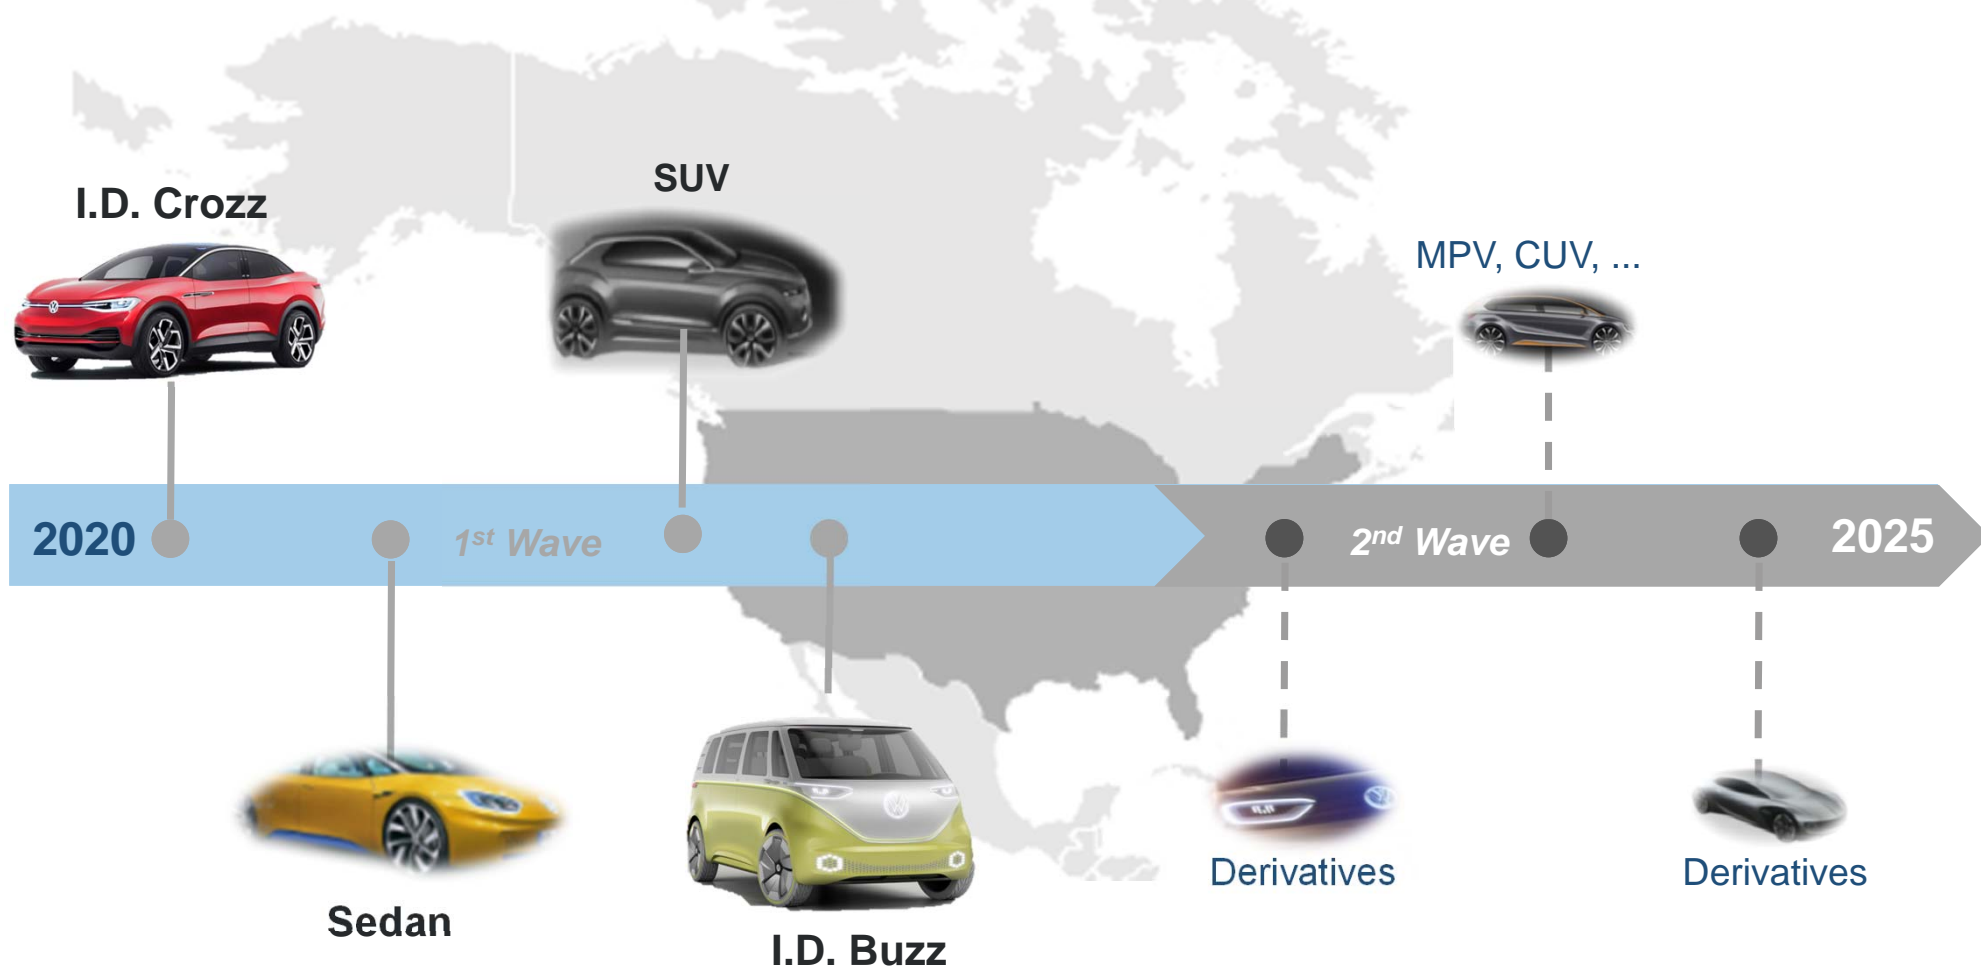 SUV
I.D. Crozz
MPV, CUV, ...
2020
1st Wave
2nd Wave
2025
Derivatives
Derivatives
Sedan
I.D. Buzz